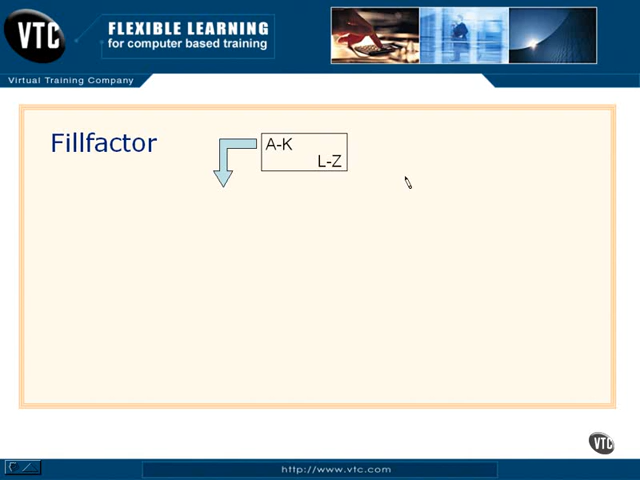 VTC
FLEXIBLE LEARNING
for computer based training
Virtual Training Company
Fillfactor
A-K
L-Z
VTC
http://www.vtc.com